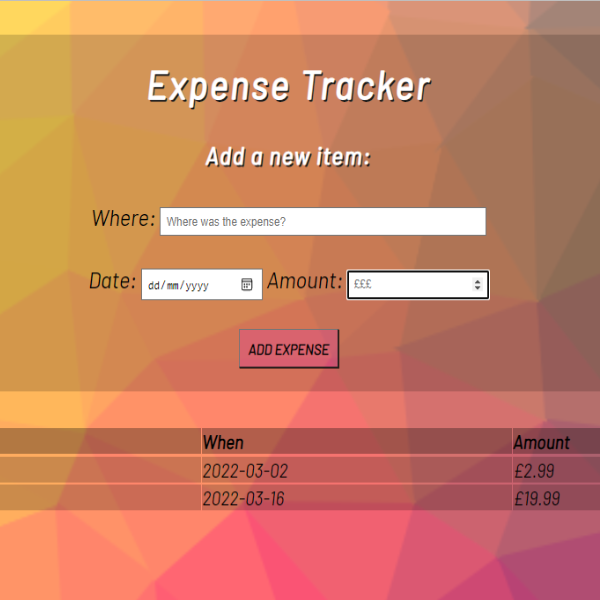 Expense Tracker
Add a new item:
Where: Where was the expense?
Date: dd/mm/yyyy Amount: £££
ADD EXPENSE
When Amount
2022-03-02 £2.99
2022-03-16 £19.99